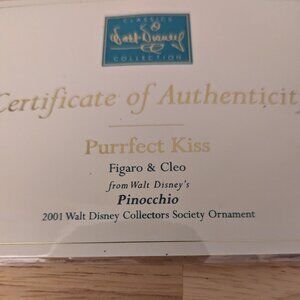 CLASSICS
Walt Disney
COLLECTION
Certificate of Authenticit
Purrfect Kiss
Figaro & Cleo
from Walt Disney's
Pinocchio
2001 Walt Disney Collectors Society Ornament